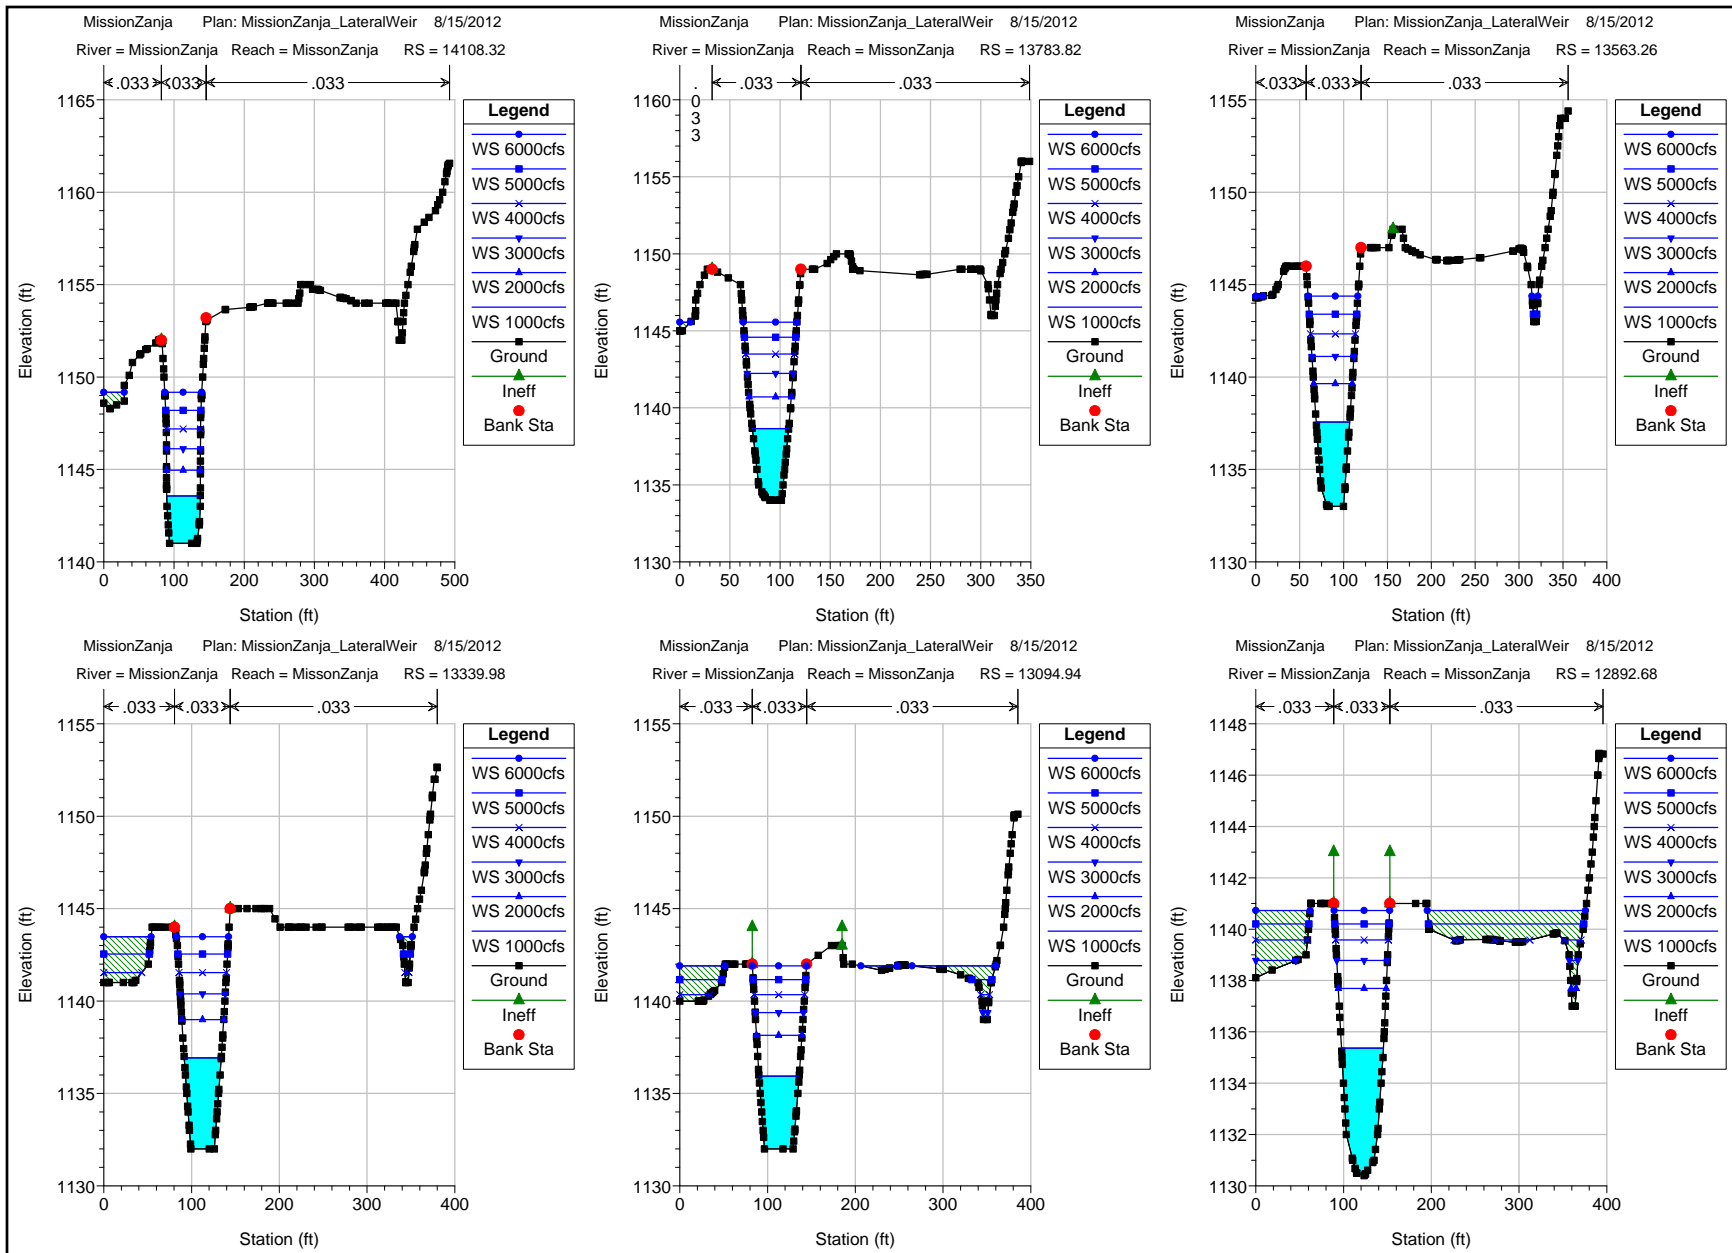 MissionZanja Plan: MissionZanja_LateralWeir 8/15/2012
River = MissionZanja Reach = MissonZanja RS = 14108.32
.033 .033 .033
1165
1160
1155
1150
1145
1140
Elevation (ft)
0 100 200 300 400 500
Station (ft)
Legend
WS 6000cfs
WS 5000cfs
WS 4000cfs
WS 3000cfs
WS 2000cfs
WS 1000cfs
Ground
Ineff
Bank Sta
MissionZanja Plan: MissionZanja_LateralWeir 8/15/2012
River = MissionZanja Reach = MissonZanja RS = 13783.82
.033 .033 .033
1160
1155
1150
1145
1140
1135
1130
Elevation (ft)
0 50 100 150 200 250 300 350
Station (ft)
Legend
WS 6000cfs
WS 5000cfs
WS 4000cfs
WS 3000cfs
WS 2000cfs
WS 1000cfs
Ground
Ineff
Bank Sta
MissionZanja Plan: MissionZanja_LateralWeir 8/15/2012
River = MissionZanja Reach = MissonZanja RS = 13563.26
.033 .033 .033
1155
1150
1145
1140
1135
1130
Elevation (ft)
0 50 100 150 200 250 300 350 400
Station (ft)
Legend
WS 6000cfs
WS 5000cfs
WS 4000cfs
WS 3000cfs
WS 2000cfs
WS 1000cfs
Ground
Ineff
Bank Sta
MissionZanja Plan: MissionZanja_LateralWeir 8/15/2012
River = MissionZanja Reach = MissonZanja RS = 13339.98
.033 .033 .033
1155
1150
1145
1140
1135
1130
Elevation (ft)
0 100 200 300 400
Station (ft)
Legend
WS 6000cfs
WS 5000cfs
WS 4000cfs
WS 3000cfs
WS 2000cfs
WS 1000cfs
Ground
Ineff
Bank Sta
MissionZanja Plan: MissionZanja_LateralWeir 8/15/2012
River = MissionZanja Reach = MissonZanja RS = 13094.94
.033 .033 .033
1155
1150
1145
1140
1135
1130
Elevation (ft)
0 100 200 300 400
Station (ft)
Legend
WS 6000cfs
WS 5000cfs
WS 4000cfs
WS 3000cfs
WS 2000cfs
WS 1000cfs
Ground
Ineff
Bank Sta
MissionZanja Plan: MissionZanja_LateralWeir 8/15/2012
River = MissionZanja Reach = MissonZanja RS = 12892.68
.033 .033 .033
1148
1146
1144
1142
1140
1138
1136
1134
1132
1130
Elevation (ft)
0 100 200 300 400
Station (ft)
Legend
WS 6000cfs
WS 5000cfs
WS 4000cfs
WS 3000cfs
WS 2000cfs
WS 1000cfs
Ground
Ineff
Bank Sta